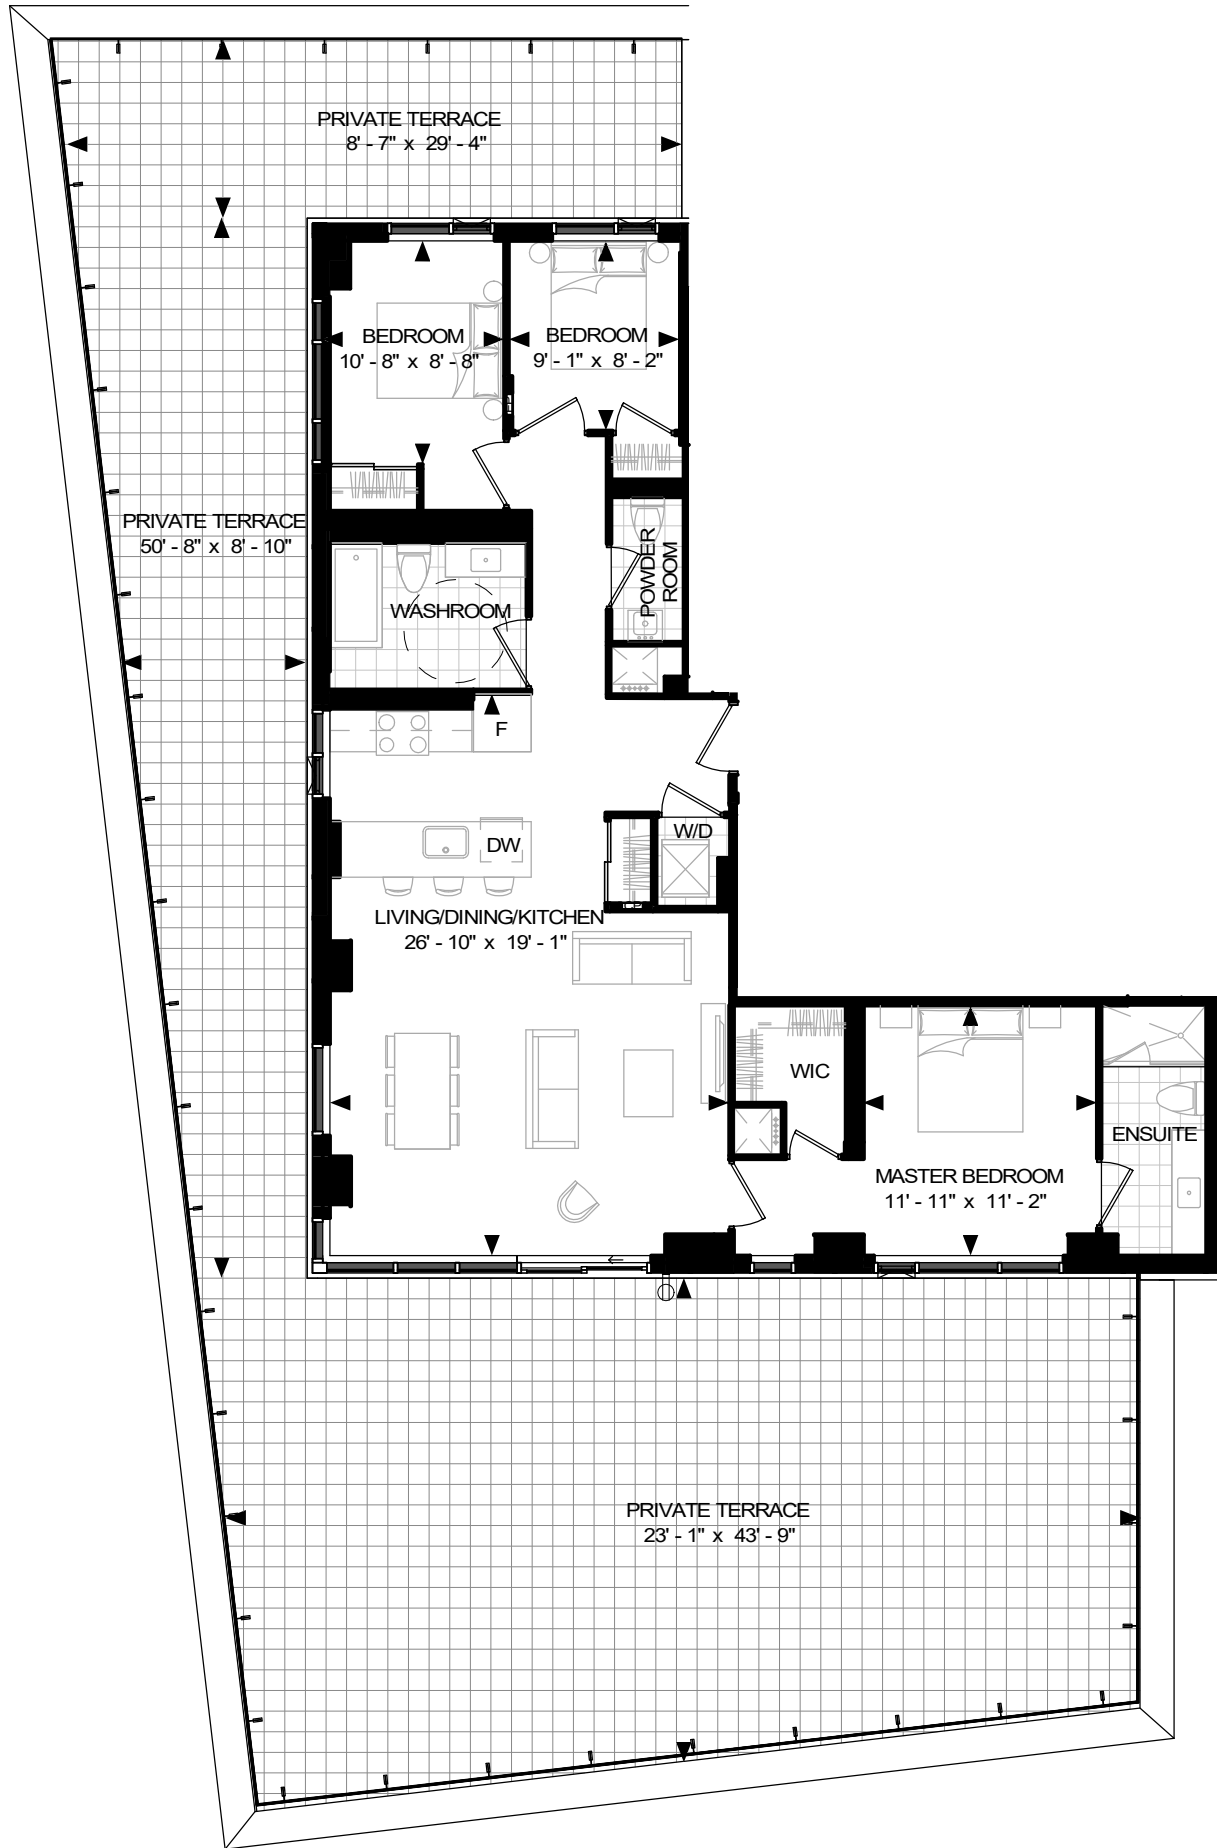 PRIVATE TERRACE
8' - 7" x 29' - 4"
BEDROOM
10' - 8" x 8' - 8"
BEDROOM
9' - 1" x 8' - 2"
PRIVATE TERRACE
50' - 8" x 8' - 10"
POWDER
ROOM
WASHROOM
F
W/D
DW
LIVING/DINING/KITCHEN
26' - 10" x 19' - 1"
WIC
ENSUITE
MASTER BEDROOM
11' - 11" x 11' - 2"
PRIVATE TERRACE
23' - 1" x 43' - 9"